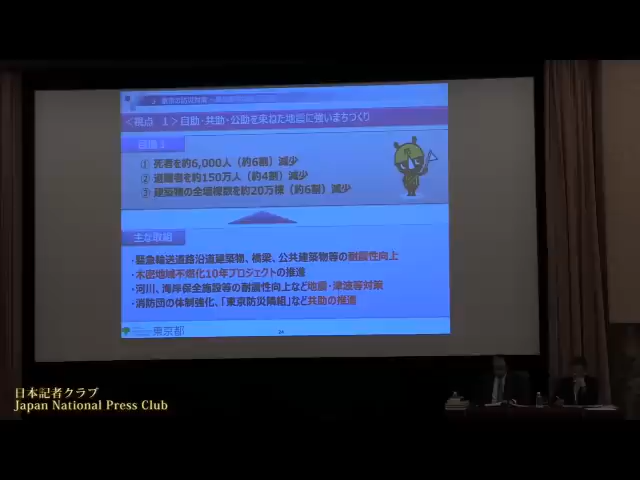 <視点 1>自助・共助・公助を束ねた地震に強いまちづくり
目標1
① 死者を約6,000人(約6割)減少
② 避難者を約150万人(約4割)減少
③ 建築物の全壊棟数を約20万棟(約6割)減少
主な取組
・緊急輸送道路沿道建築物、橋梁、公共建築物等の耐震性向上
・木密地域不燃化10年プロジェクトの推進
・河川、海岸保全施設等の耐震性向上など地震・津波等対策
・消防団の体制強化、「東京防災隣組」など共助の推進
東京都
24
日本記者クラブ
Japan National Press Club